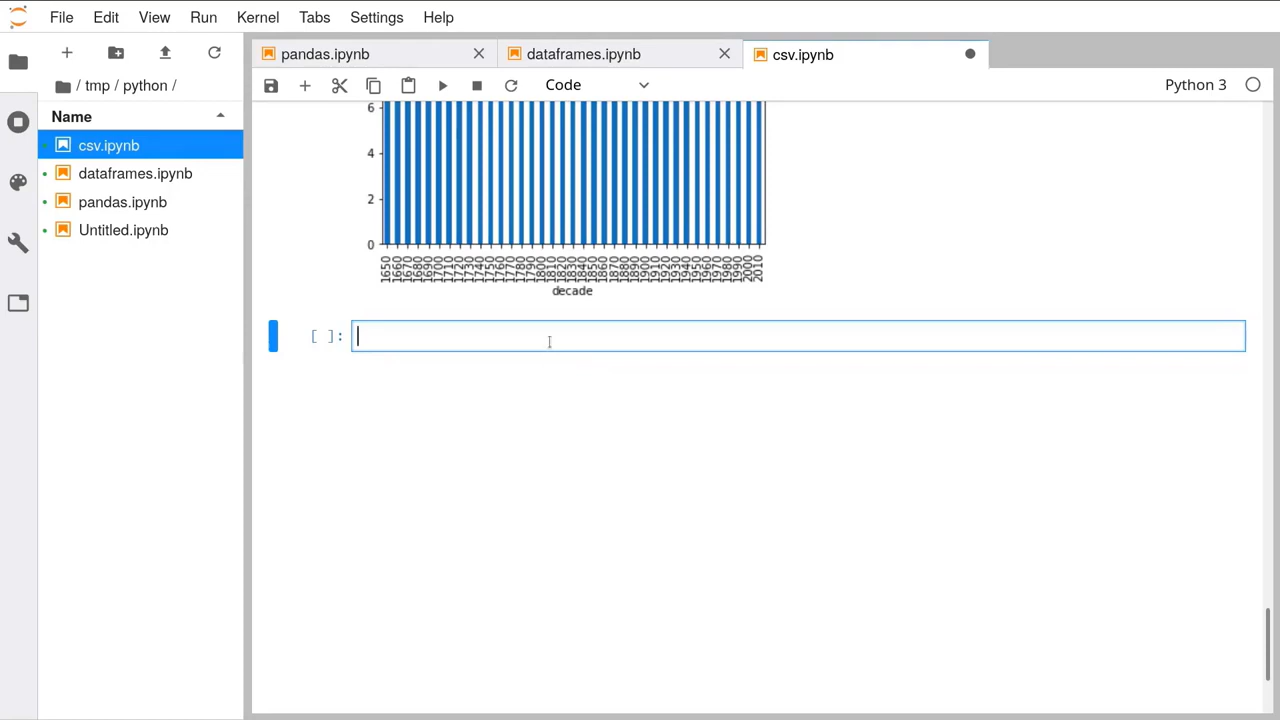 File Edit View Run Kernel Tabs Settings Help
pandas.ipynb
dataframes.ipynb
csv.ipynb
/ tmp / python /
Code
Python 3
Name
csv.ipynb
dataframes.ipynb
pandas.ipynb
Untitled.ipynb
6
4
2
0
1650 1660 1670 1680 1690 1700 1710 1720 1730 1740 1750 1760 1770 1780 1790 1800 1810 1820 1830 1840 1850 1860 1870 1880 1890 1900 1910 1920 1930 1940 1950 1960 1970 1980 1990 2000 2010
decade
[ ]: